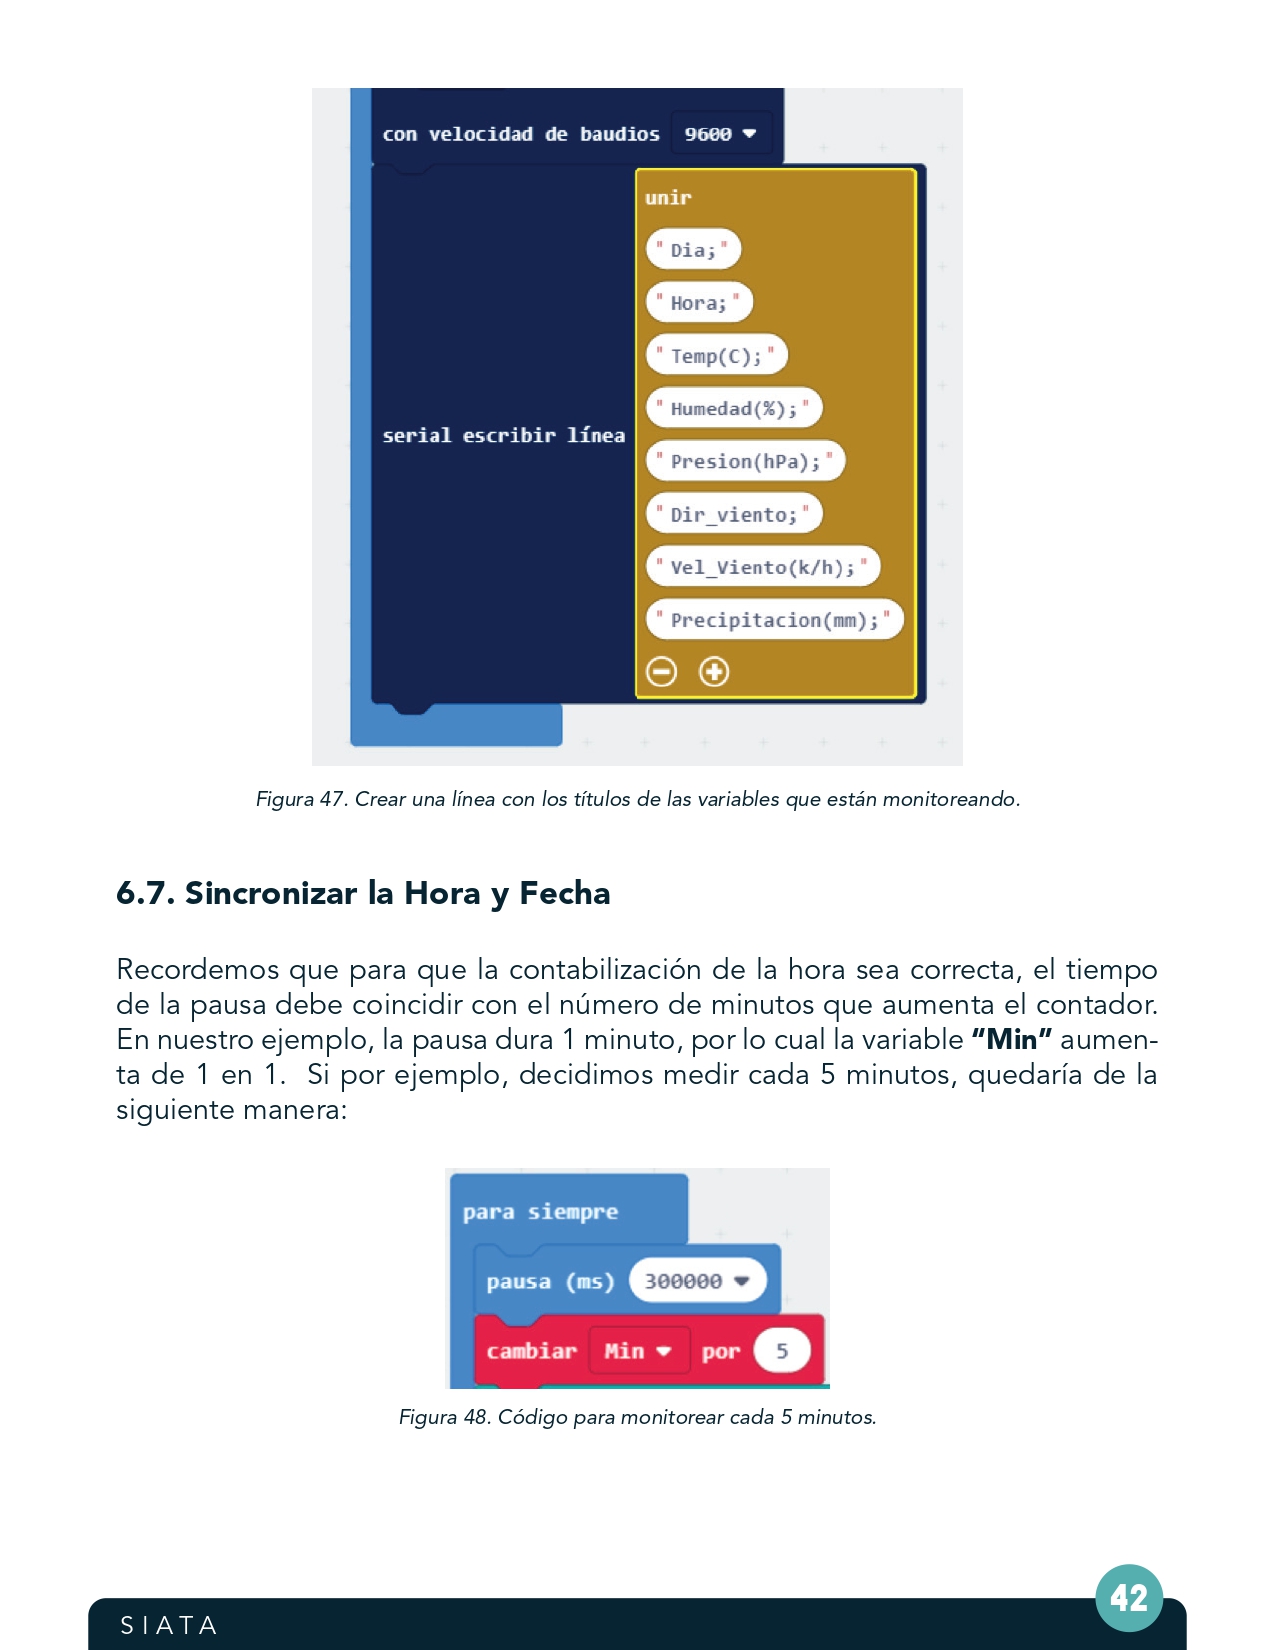 con velocidad de baudios 9600
unir
"Dia;"
"Hora;"
"Temp(C);"
"Humedad(%);"
serial escribir línea
"Presion(hPa);"
"Dir_viento;"
"Vel_Viento(k/h);"
"Precipitacion(mm);"
Figura 47. Crear una línea con los títulos de las variables que están monitoreando.
6.7. Sincronizar la Hora y Fecha
Recordemos que para que la contabilización de la hora sea correcta, el tiempo
de la pausa debe coincidir con el número de minutos que aumenta el contador.
En nuestro ejemplo, la pausa dura 1 minuto, por lo cual la variable “Min” aumen-
ta de 1 en 1. Si por ejemplo, decidimos medir cada 5 minutos, quedaría de la
siguiente manera:
para siempre
pausa (ms) 300000
cambiar Min por 5
Figura 48. Código para monitorear cada 5 minutos.
42
SIATA